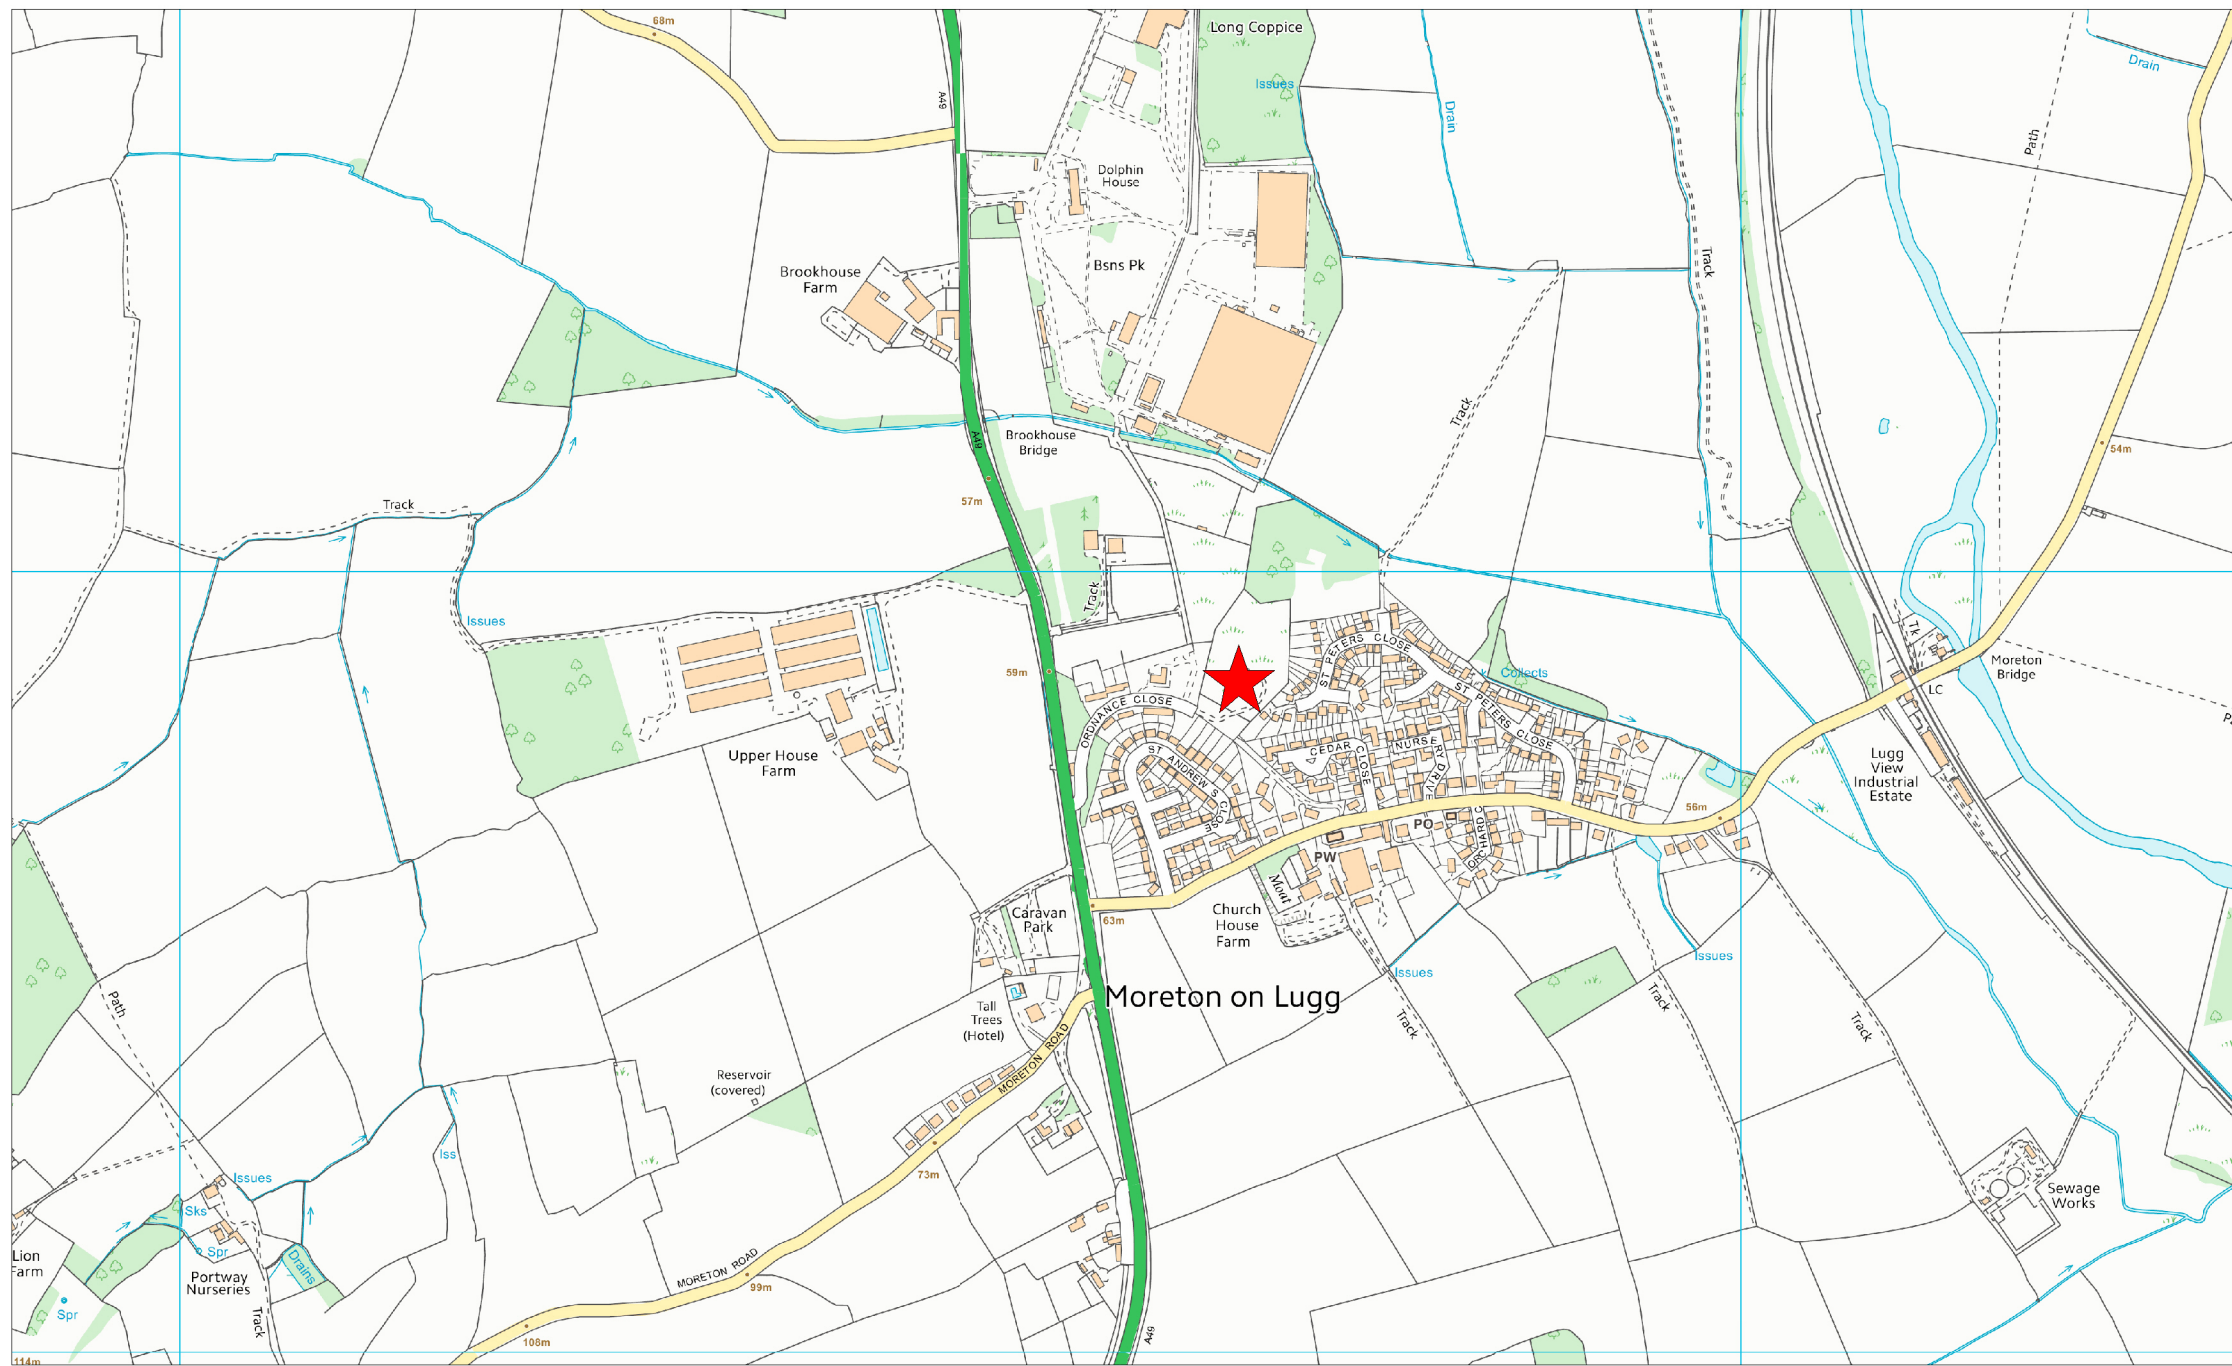 68m
Long Coppice
A49
Issues
Drain
Drain
Path
Dolphin
House
Bsns Pk
Track
Brookhouse
Farm
Track
A49
Brookhouse
Bridge
54m
57m
Track
Track
Issues
Tk
59m
ST PETERS CLOSE
Collects
Moreton
Bridge
LC
ORDNANCE CLOSE
ST PETERS CLOSE
ST ANDREW S CLOSE
CEDAR CLOSE
NURSERY DRIVE
Upper House
Farm
Lugg
View
Industrial
Estate
56m
PO
ORCHARD C
PW
Moat
Caravan
Park
63m
Church
House
Farm
Issues
Issues
Path
Moreton on Lugg
Tall
Trees
(Hotel)
Track
Track
Track
MORETON ROAD
Reservoir
(covered)
Iss
73m
Issues
Sks
Sewage
Works
Spr
Lion
Farm
Drains
Portway
Nurseries
MORETON ROAD
99m
Spr
Track
108m
A49
114m